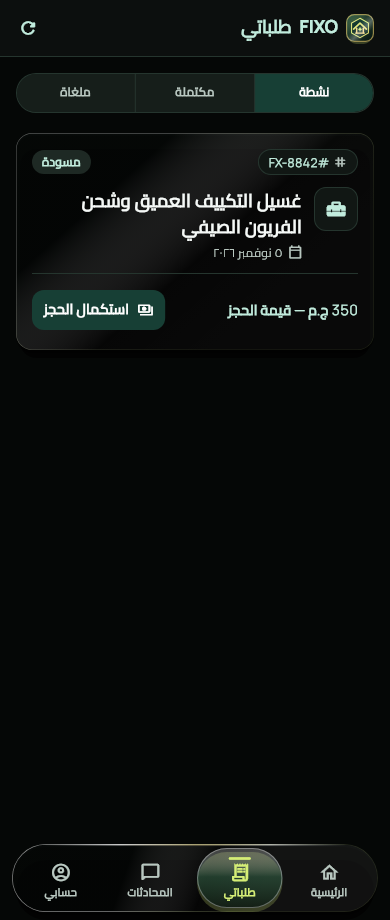 FIXO طلباتي
نشطة
مكتملة
ملغاة
# FX-8842#
مسودة
غسيل التكييف العميق وشحن
الفريون الصيفي
٥ نوفمبر ٢٠٢٦
350 ج.م — قيمة الحجز
استكمال الحجز
الرئيسية
طلباتي
المحادثات
حسابي